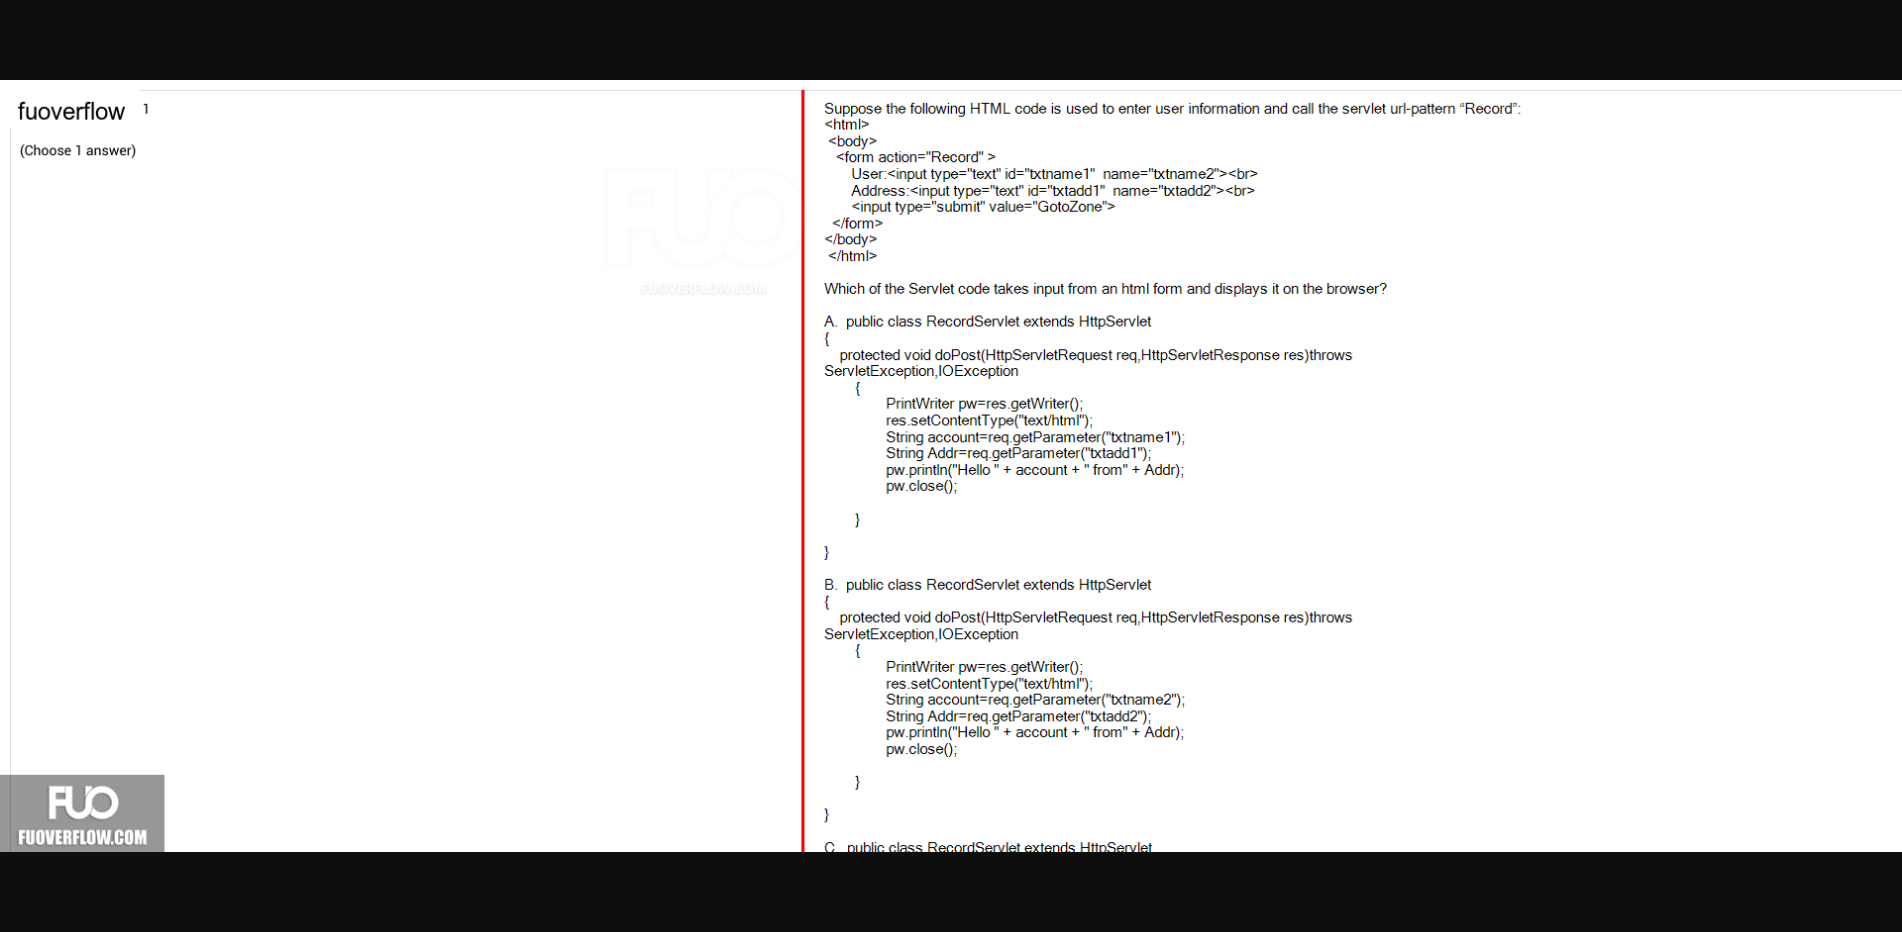 fuoverflow 1
(Choose 1 answer)
FUO
FUOVERFLOW.COM
Suppose the following HTML code is used to enter user information and call the servlet url-pattern “Record”:
<html>
<body>
<form action="Record" >
User:<input type="text" id="txtname1" name="txtname2"><br>
Address:<input type="text" id="txtadd1" name="txtadd2"><br>
<input type="submit" value="GotoZone">
</form>
</body>
</html>
Which of the Servlet code takes input from an html form and displays it on the browser?
A. public class RecordServlet extends HttpServlet
{
protected void doPost(HttpServletRequest req,HttpServletResponse res)throws
ServletException,IOException
{
PrintWriter pw=res.getWriter();
res.setContentType("text/html");
String account=req.getParameter("txtname1");
String Addr=req.getParameter("txtadd1");
pw.println("Hello " + account + " from" + Addr);
pw.close();
}
}
B. public class RecordServlet extends HttpServlet
{
protected void doPost(HttpServletRequest req,HttpServletResponse res)throws
ServletException,IOException
{
PrintWriter pw=res.getWriter();
res.setContentType("text/html");
String account=req.getParameter("txtname2");
String Addr=req.getParameter("txtadd2");
pw.println("Hello " + account + " from" + Addr);
pw.close();
}
}
C public class RecordServlet extends HttpServlet
FUO
FUOVERFLOW.COM